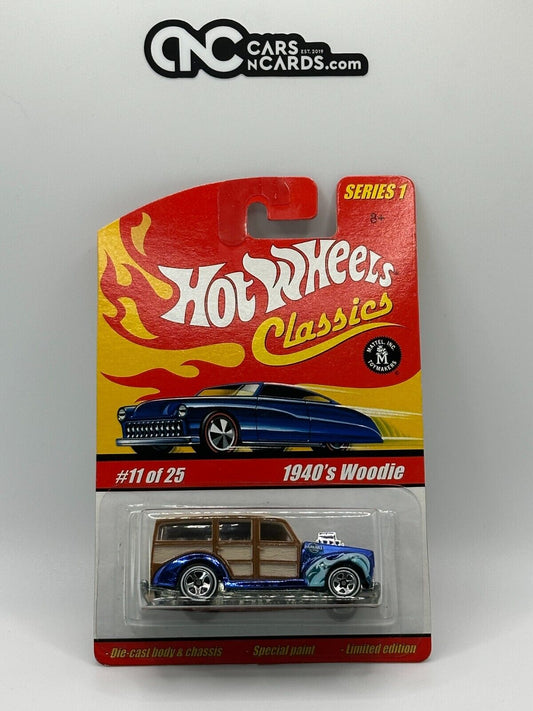 CNC CARS EST. 2019
NCARDS.com
SERIES 1
8+
Hot Wheels
Classics
MATTEL, INC.
M
TOYMAKERS
#11 of 25
1940's Woodie
· Die-cast body & chassis · Special paint · Limited edition